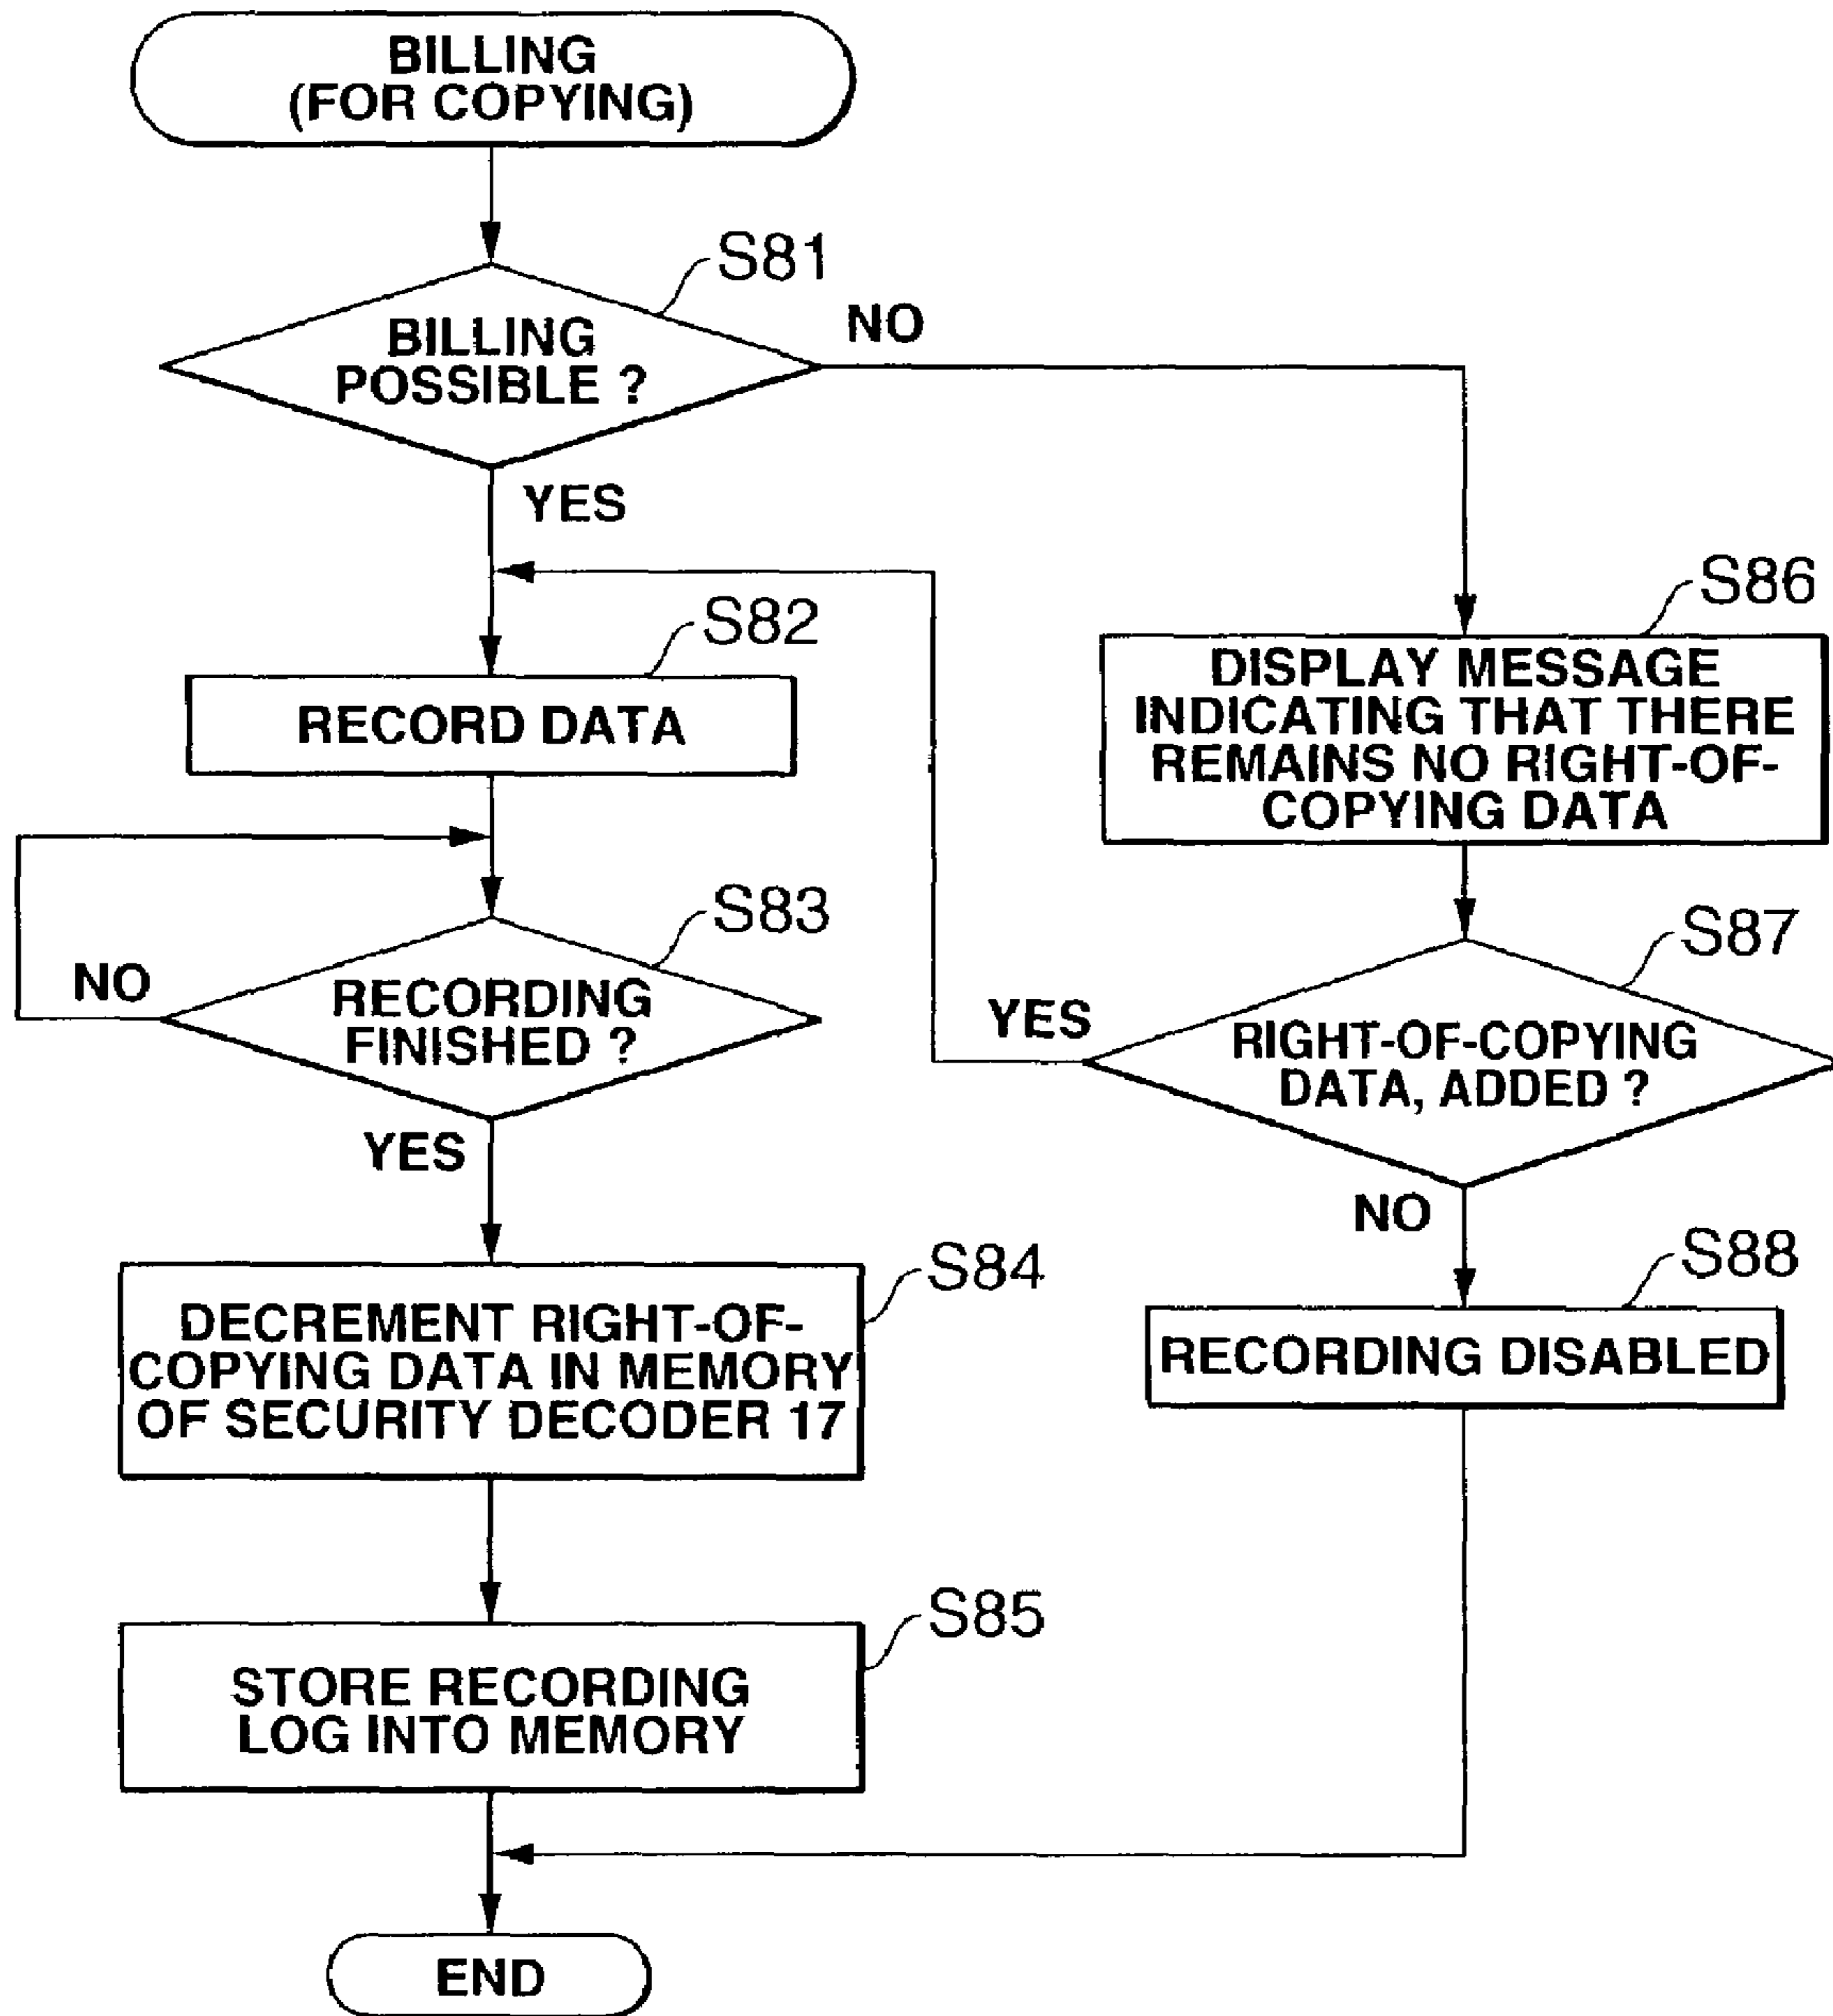 BILLING
(FOR COPYING)
S81
BILLING
POSSIBLE ?
NO
YES
S82
RECORD DATA
S86
DISPLAY MESSAGE
INDICATING THAT THERE
REMAINS NO RIGHT-OF-
COPYING DATA
S83
RECORDING
FINISHED ?
NO
YES
S87
RIGHT-OF-COPYING
DATA, ADDED ?
YES
NO
S84
DECREMENT RIGHT-OF-
COPYING DATA IN MEMORY
OF SECURITY DECODER 17
S88
RECORDING DISABLED
S85
STORE RECORDING
LOG INTO MEMORY
END